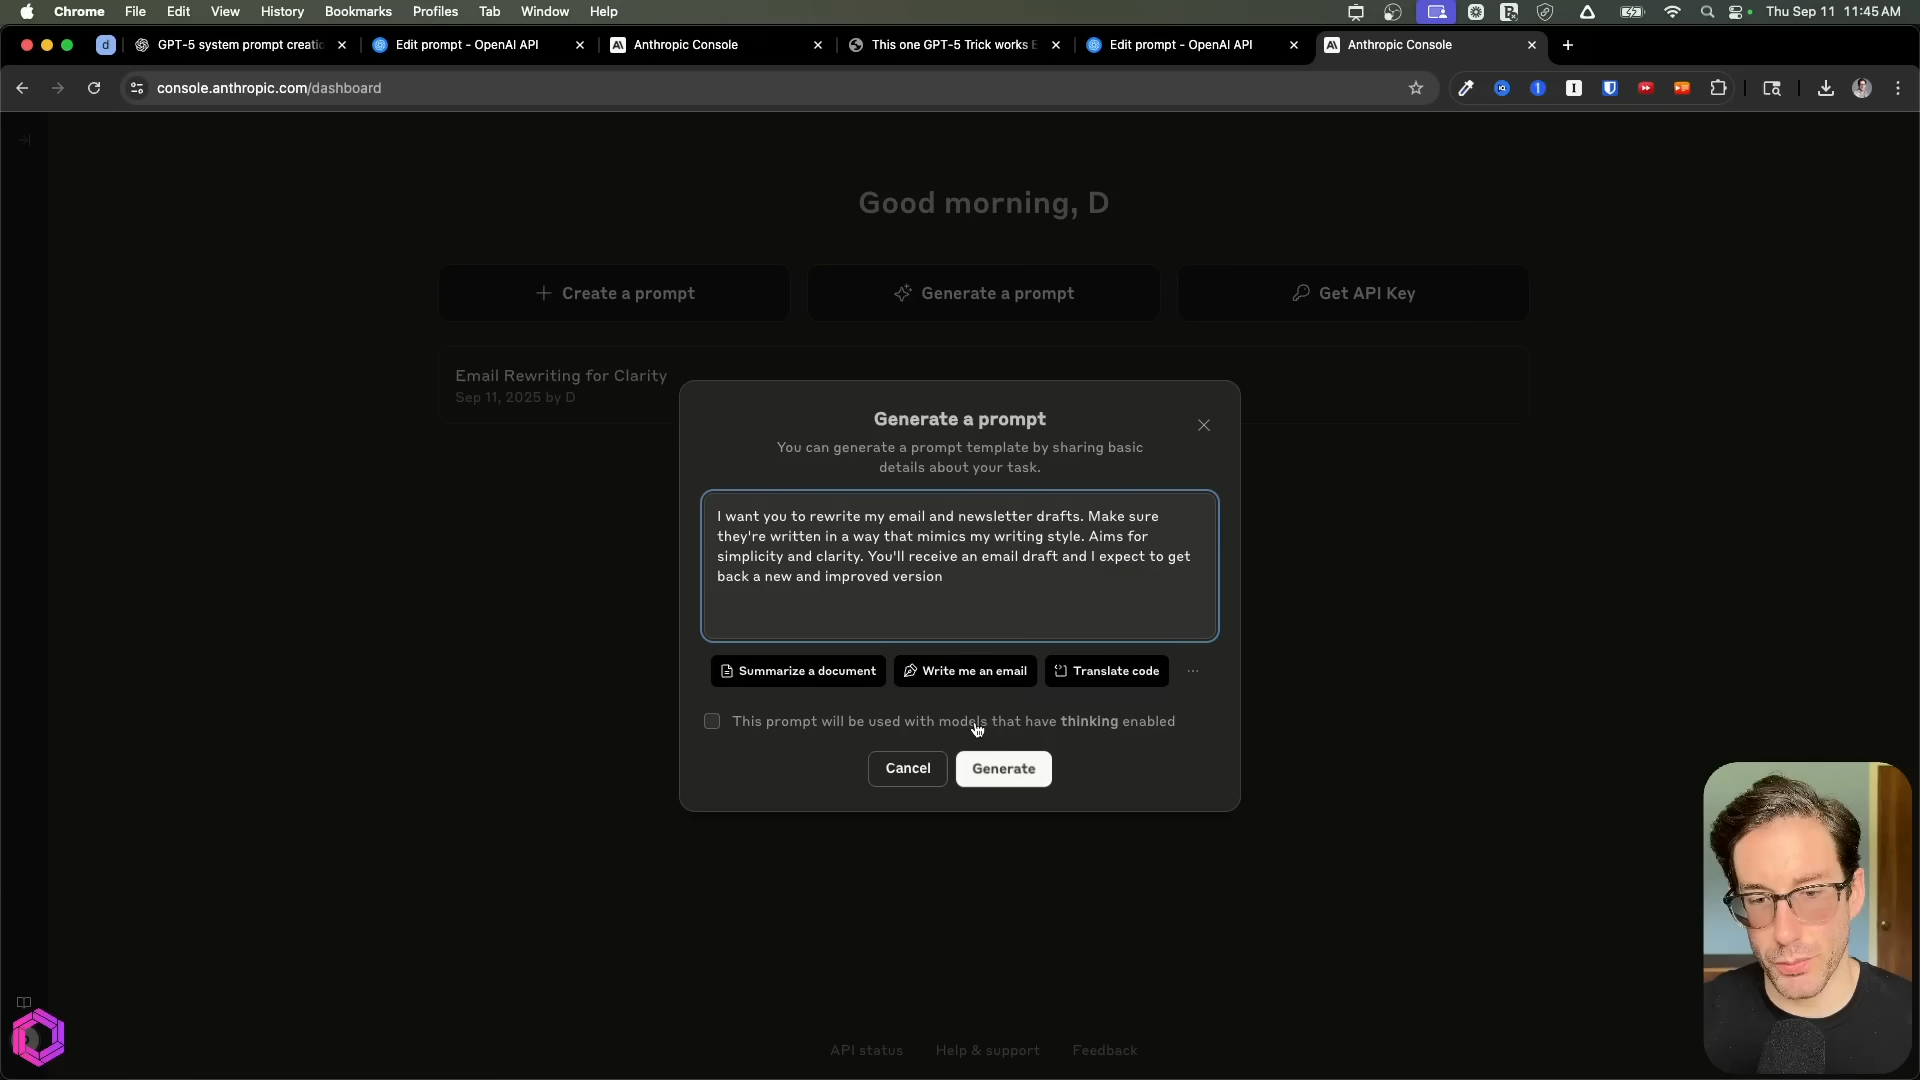 Chrome File Edit View History Bookmarks Profiles Tab Window Help Thu Sep 11 11:45 AM
d GPT-5 system prompt creatio Edit prompt - OpenAI API Anthropic Console This one GPT-5 Trick works E Edit prompt - OpenAI API Anthropic Console
console.anthropic.com/dashboard
Good morning, D
Create a prompt Generate a prompt Get API Key
Email Rewriting for Clarity
Sep 11, 2025 by D
Generate a prompt
You can generate a prompt template by sharing basic
details about your task.
I want you to rewrite my email and newsletter drafts. Make sure
they're written in a way that mimics my writing style. Aims for
simplicity and clarity. You'll receive an email draft and I expect to get
back a new and improved version
Summarize a document Write me an email Translate code ...
This prompt will be used with models that have thinking enabled
Cancel Generate
API status Help & support Feedback